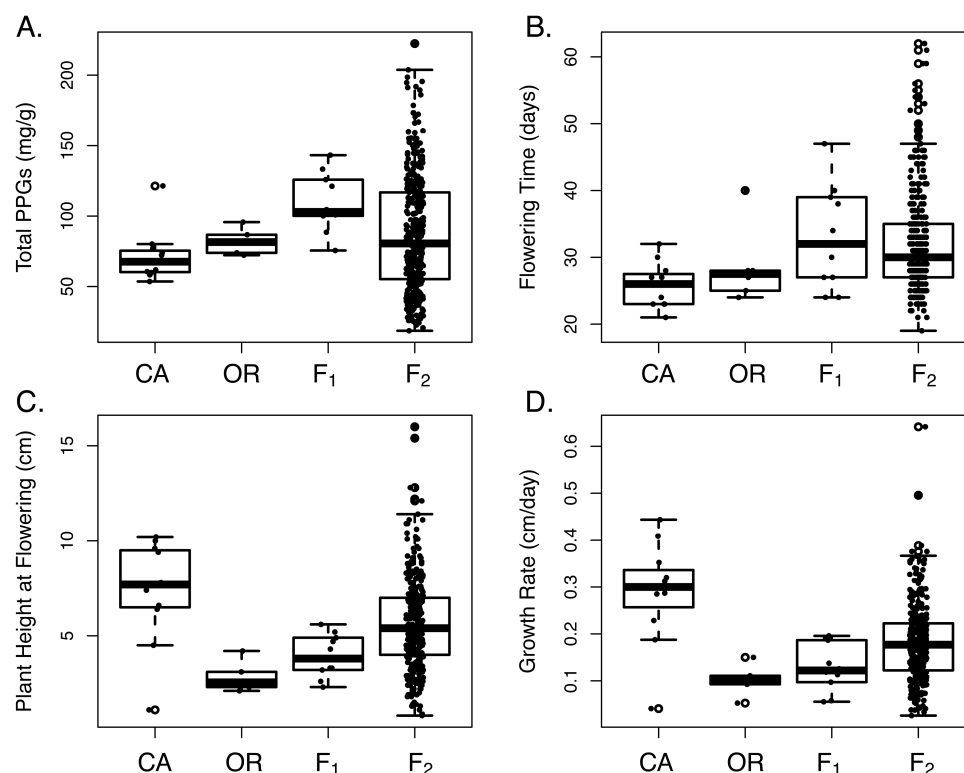 A.
Total PPGs (mg/g)
200
150
100
50
CA OR F₁ F₂
B.
Flowering Time (days)
60
50
40
30
20
CA OR F₁ F₂
C.
Plant Height at Flowering (cm)
15
10
5
CA OR F₁ F₂
D.
Growth Rate (cm/day)
0.6
0.5
0.4
0.3
0.2
0.1
CA OR F₁ F₂